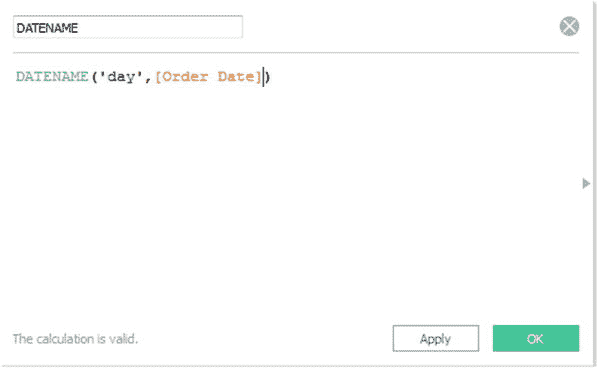 DATENAME
DATENAME('day',[Order Date])
The calculation is valid.
Apply
OK